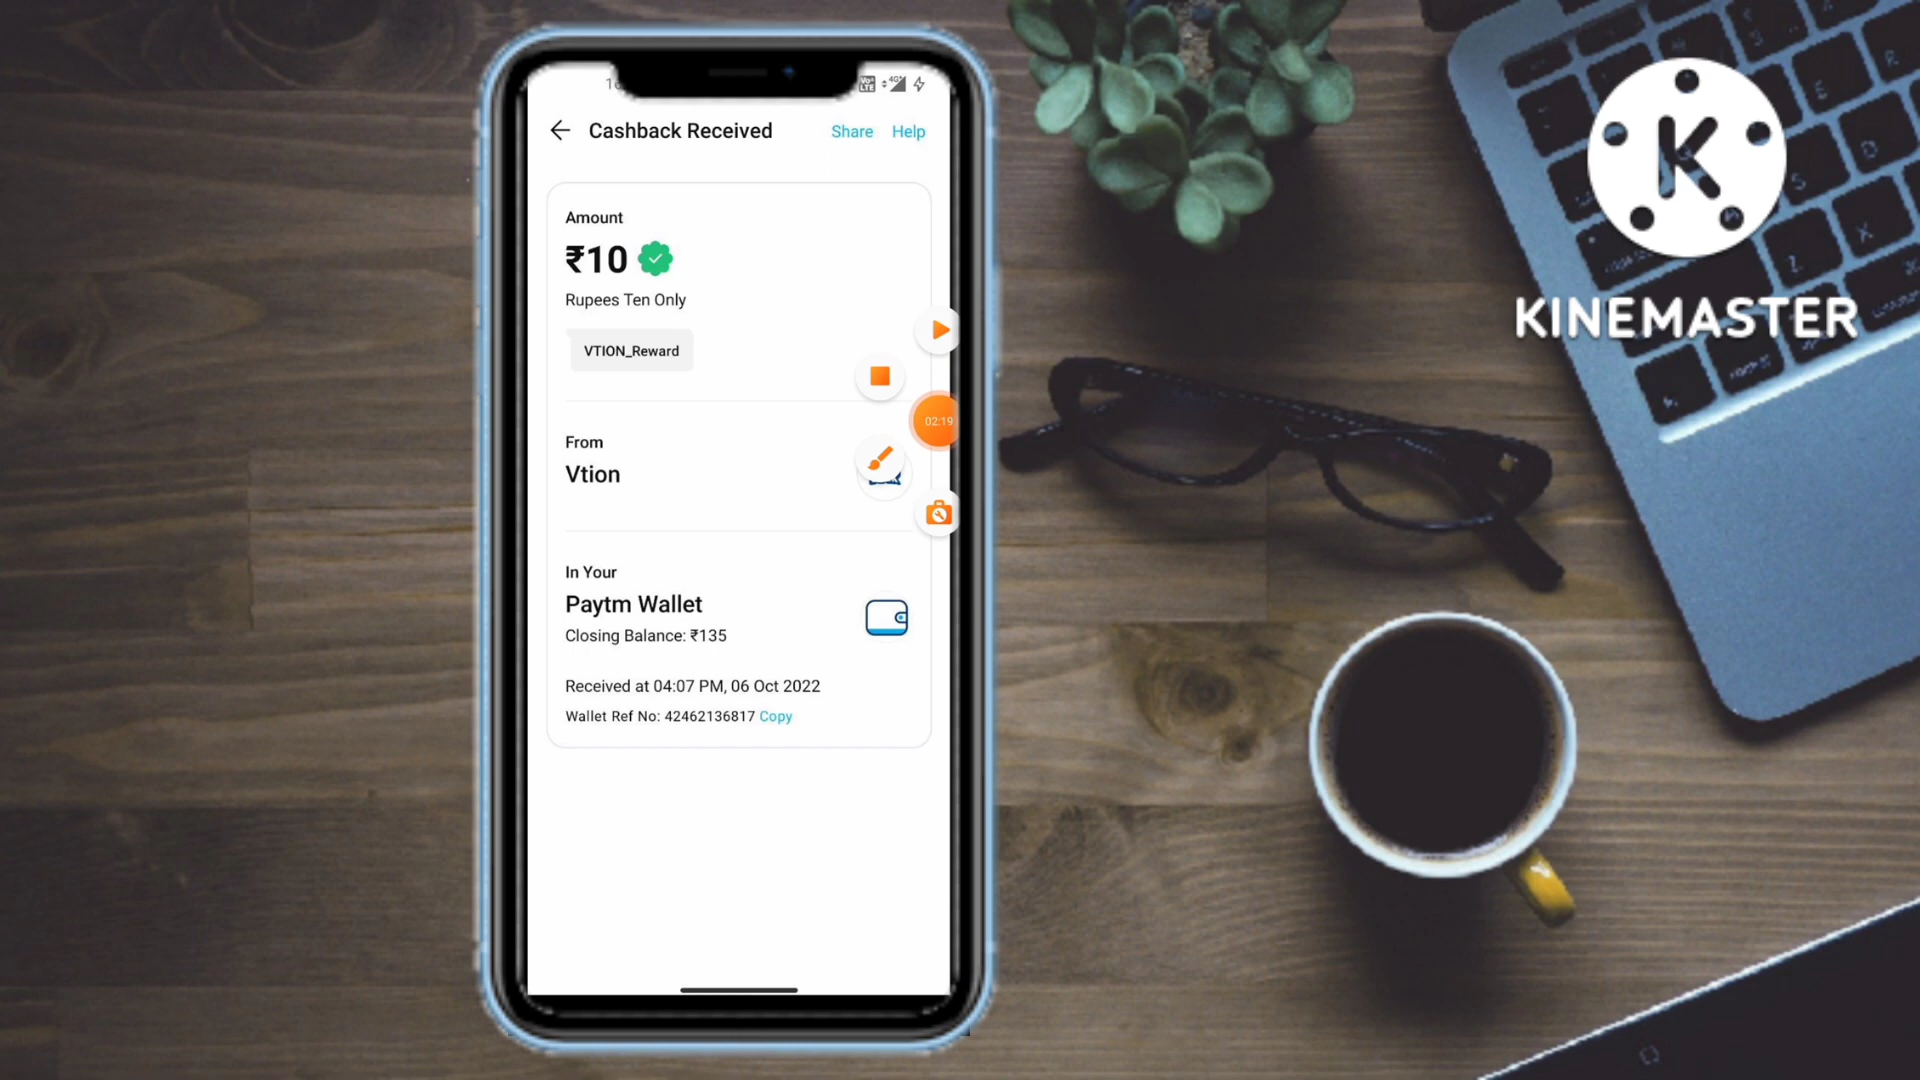 Cashback Received
Share Help
Amount
₹10
Rupees Ten Only
VTION_Reward
02:19
From
Vtion
In Your
Paytm Wallet
Closing Balance: ₹135
Received at 04:07 PM, 06 Oct 2022
Wallet Ref No: 42462136817 Copy
K
KINEMASTER